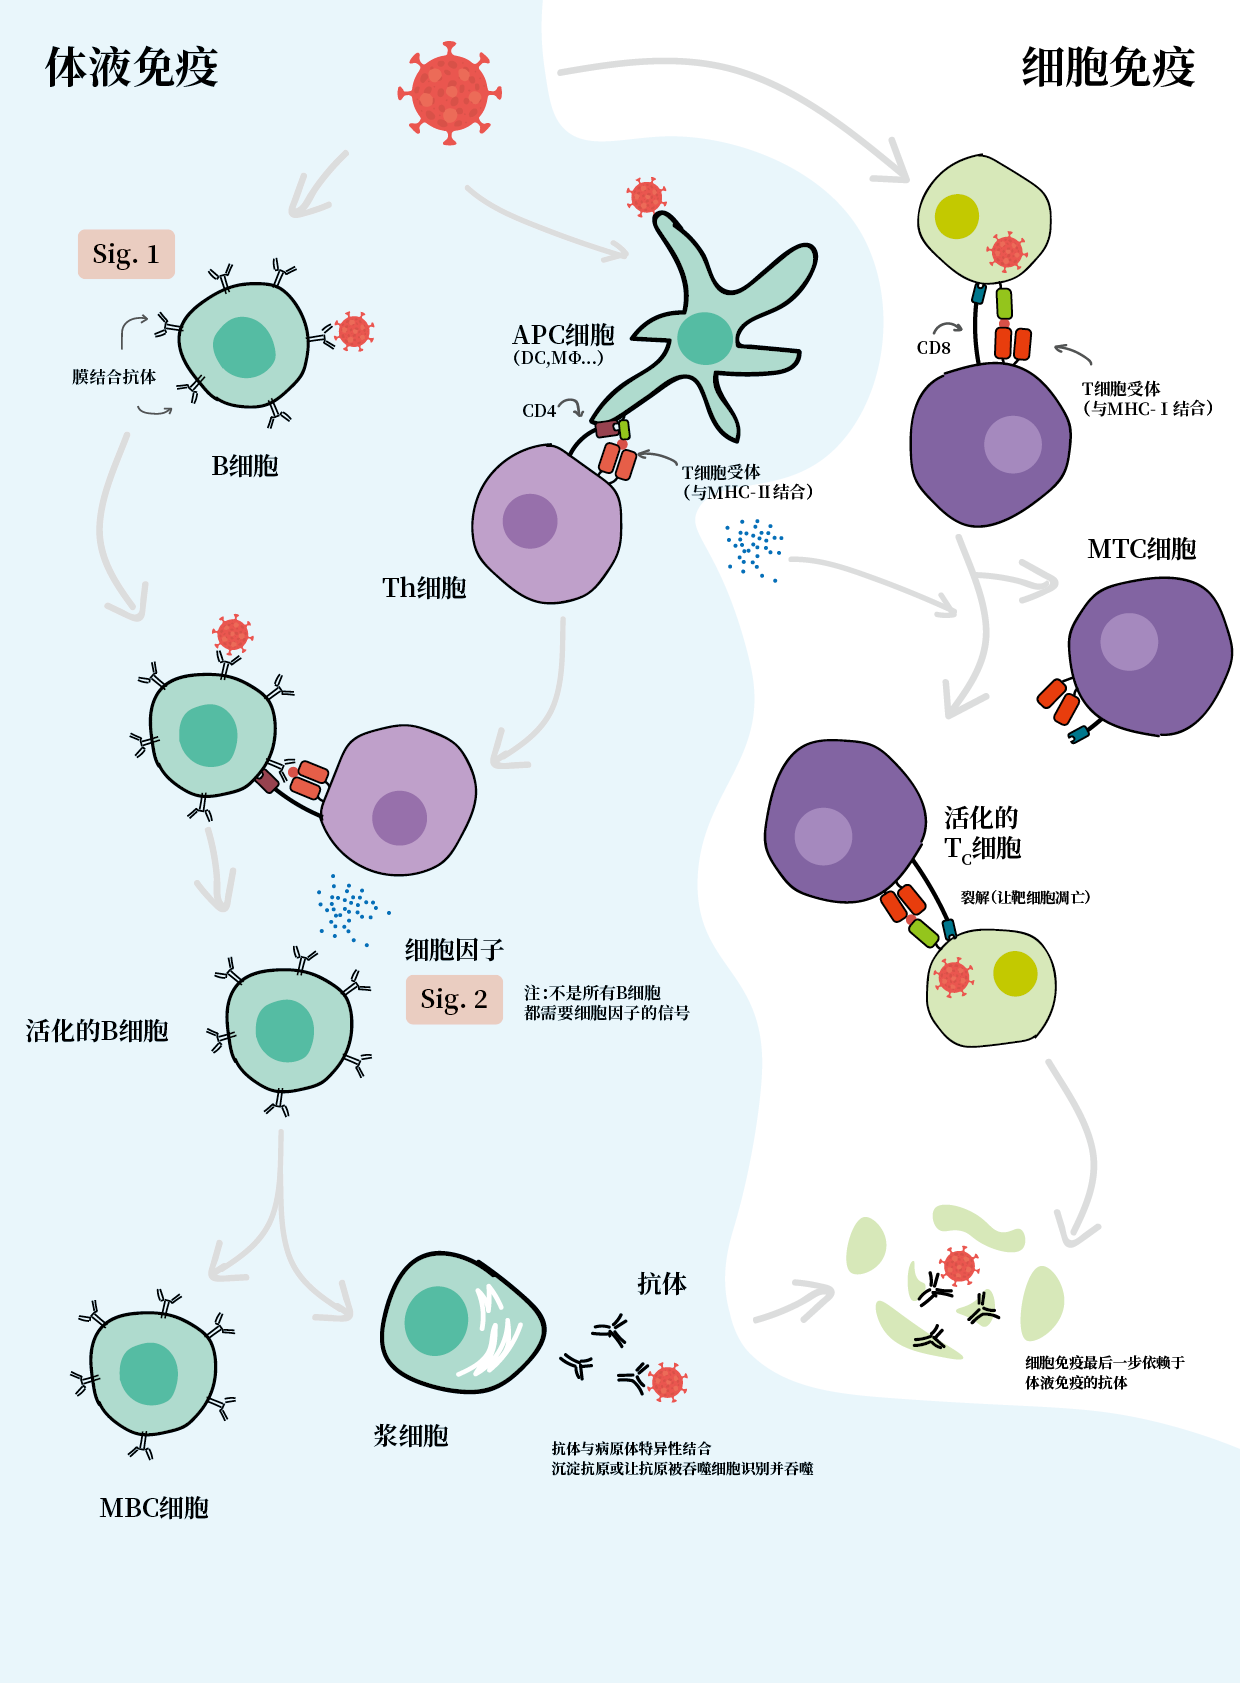 体液免疫
细胞免疫
Sig. 1
膜结合抗体
B细胞
APC细胞
(DC,MΦ...)
CD4
T细胞受体
(与MHC-Ⅱ结合)
Th细胞
CD8
T细胞受体
(与MHC-Ⅰ结合)
MTC细胞
活化的
TC细胞
裂解(让靶细胞凋亡)
细胞因子
Sig. 2
注:不是所有B细胞
都需要细胞因子的信号
活化的B细胞
抗体
浆细胞
抗体与病原体特异性结合
沉淀抗原或让抗原被吞噬细胞识别并吞噬
MBC细胞
细胞免疫最后一步依赖于
体液免疫的抗体